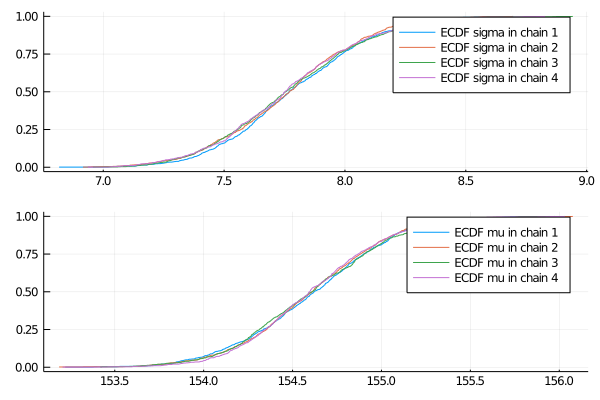 1.00
0.75
0.50
0.25
0.00
7.0 7.5 8.0 8.5 9.0
ECDF sigma in chain 1
ECDF sigma in chain 2
ECDF sigma in chain 3
ECDF sigma in chain 4
1.00
0.75
0.50
0.25
0.00
153.5 154.0 154.5 155.0 155.5 156.0
ECDF mu in chain 1
ECDF mu in chain 2
ECDF mu in chain 3
ECDF mu in chain 4